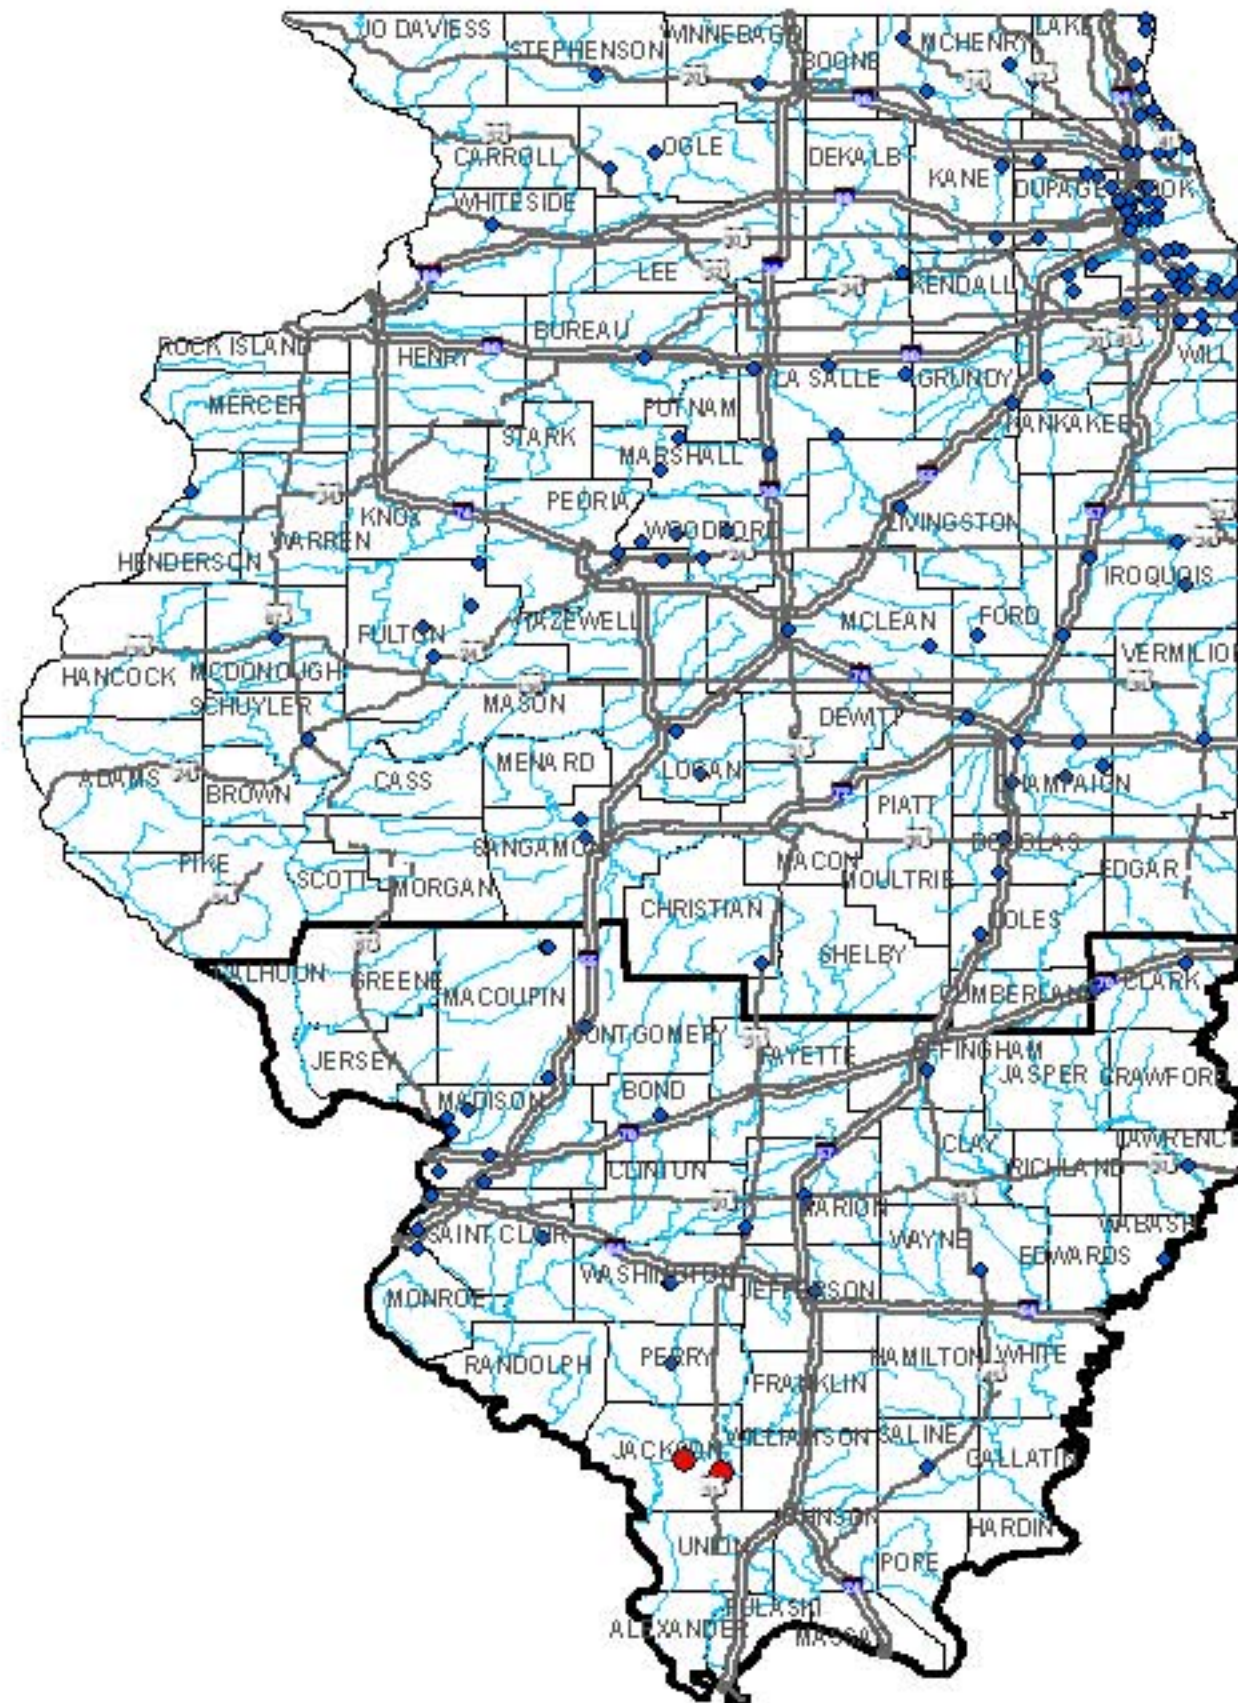 JO DAVIESS
STEPHENSON
WINNEBAGO
BOONE
MCHENRY
LAKE
CARROLL
OGLE
DEKALB
KANE
DUPAGE
COOK
WHITESIDE
LEE
KENDALL
ROCK ISLAND
HENRY
BUREAU
LA SALLE
GRUNDY
WILL
MERCER
PUTNAM
KANKAKEE
STARK
MARSHALL
PEORIA
KNOX
WOODFORD
LIVINGSTON
HENDERSON
WARREN
IROQUOIS
FULTON
TAZEWELL
MCLEAN
FORD
VERMILIO
HANCOCK
MCDONOUGH
SCHUYLER
MASON
DEWITT
ADAMS
BROWN
CASS
MENARD
LOGAN
PIATT
CHAMPAIGN
PIKE
SCOTT
MORGAN
SANGAMON
MACON
MOULTRIE
DOUGLAS
EDGAR
CHRISTIAN
SHELBY
COLES
CALHOUN
GREENE
MACOUPIN
CUMBERLAND
CLARK
JERSEY
MONTGOMERY
FAYETTE
EFFINGHAM
JASPER
CRAWFORD
MADISON
BOND
CLAY
LAWRENCE
CLINTON
RICHLAND
SAINT CLAIR
MARION
WAYNE
WABASH
EDWARDS
MONROE
WASHINGTON
JEFFERSON
RANDOLPH
PERRY
HAMILTON
WHITE
FRANKLIN
JACKSON
WILLIAMSON
SALINE
GALLATIN
UNION
JOHNSON
HARDIN
POPE
PULASKI
ALEXANDER
MASSAC